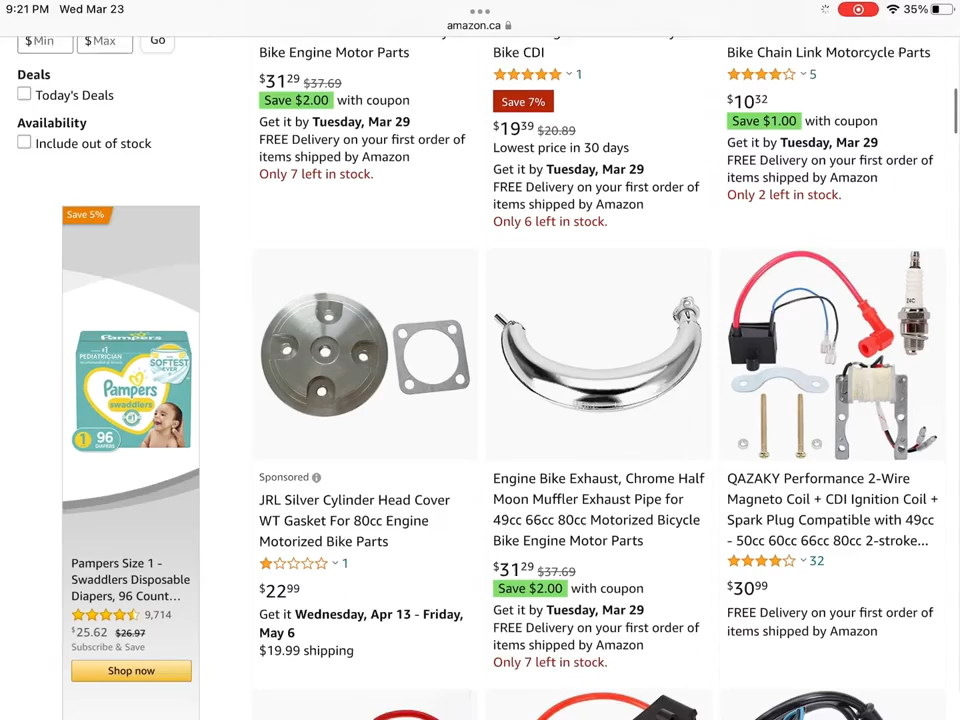 9:21 PM Wed Mar 23
35%
amazon.ca
$Min
$Max
Go
Deals
Today's Deals
Availability
Include out of stock
Save 5%
Pampers
PEDIATRICIAN
SOFTEST
EVER
Pampers
swaddlers
1
96
DIAPERS
Pampers Size 1 -
Swaddlers Disposable
Diapers, 96 Count...
9,714
$25.62 $26.97
Subscribe & Save
Shop now
Bike Engine Motor Parts
$31.29 $37.69
Save $2.00 with coupon
Get it by Tuesday, Mar 29
FREE Delivery on your first order of
items shipped by Amazon
Only 7 left in stock.
Bike CDI
1
Save 7%
$19.39 $20.89
Lowest price in 30 days
Get it by Tuesday, Mar 29
FREE Delivery on your first order of
items shipped by Amazon
Only 6 left in stock.
Bike Chain Link Motorcycle Parts
5
$10.32
Save $1.00 with coupon
Get it by Tuesday, Mar 29
FREE Delivery on your first order of
items shipped by Amazon
Only 2 left in stock.
Sponsored
JRL Silver Cylinder Head Cover
WT Gasket For 80cc Engine
Motorized Bike Parts
1
$22.99
Get it Wednesday, Apr 13 - Friday,
May 6
$19.99 shipping
Engine Bike Exhaust, Chrome Half
Moon Muffler Exhaust Pipe for
49cc 66cc 80cc Motorized Bicycle
Bike Engine Motor Parts
$31.29 $37.69
Save $2.00 with coupon
Get it by Tuesday, Mar 29
FREE Delivery on your first order of
items shipped by Amazon
Only 7 left in stock.
QAZAKY Performance 2-Wire
Magneto Coil + CDI Ignition Coil +
Spark Plug Compatible with 49cc
- 50cc 60cc 66cc 80cc 2-stroke...
32
$30.99
FREE Delivery on your first order of
items shipped by Amazon